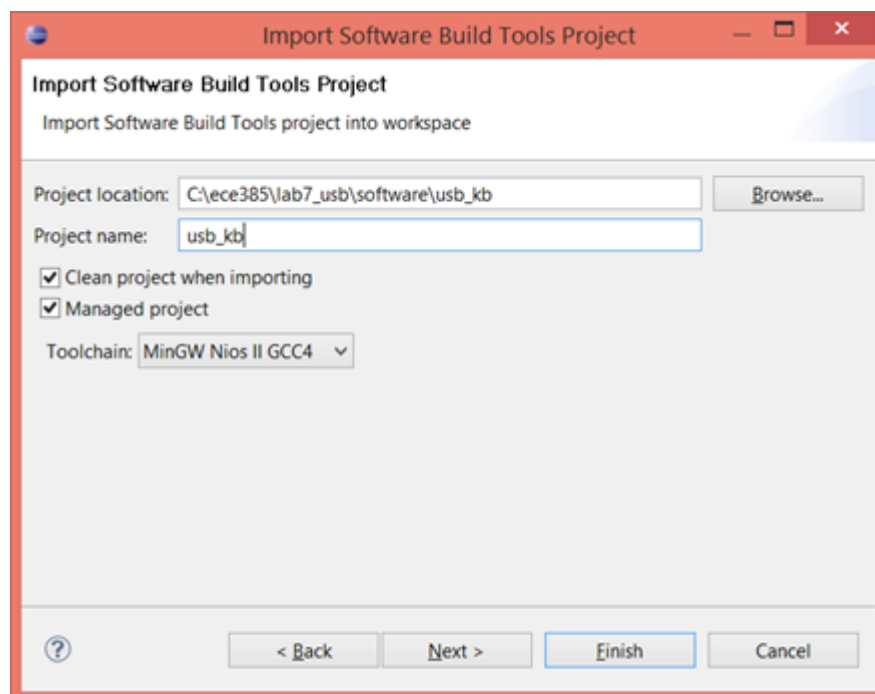 Import Software Build Tools Project
Import Software Build Tools Project
Import Software Build Tools project into workspace
Project location: C:\ece385\lab7_usb\software\usb_kb Browse...
Project name: usb_kb
Clean project when importing
Managed project
Toolchain: MinGW Nios II GCC4
? < Back Next > Finish Cancel